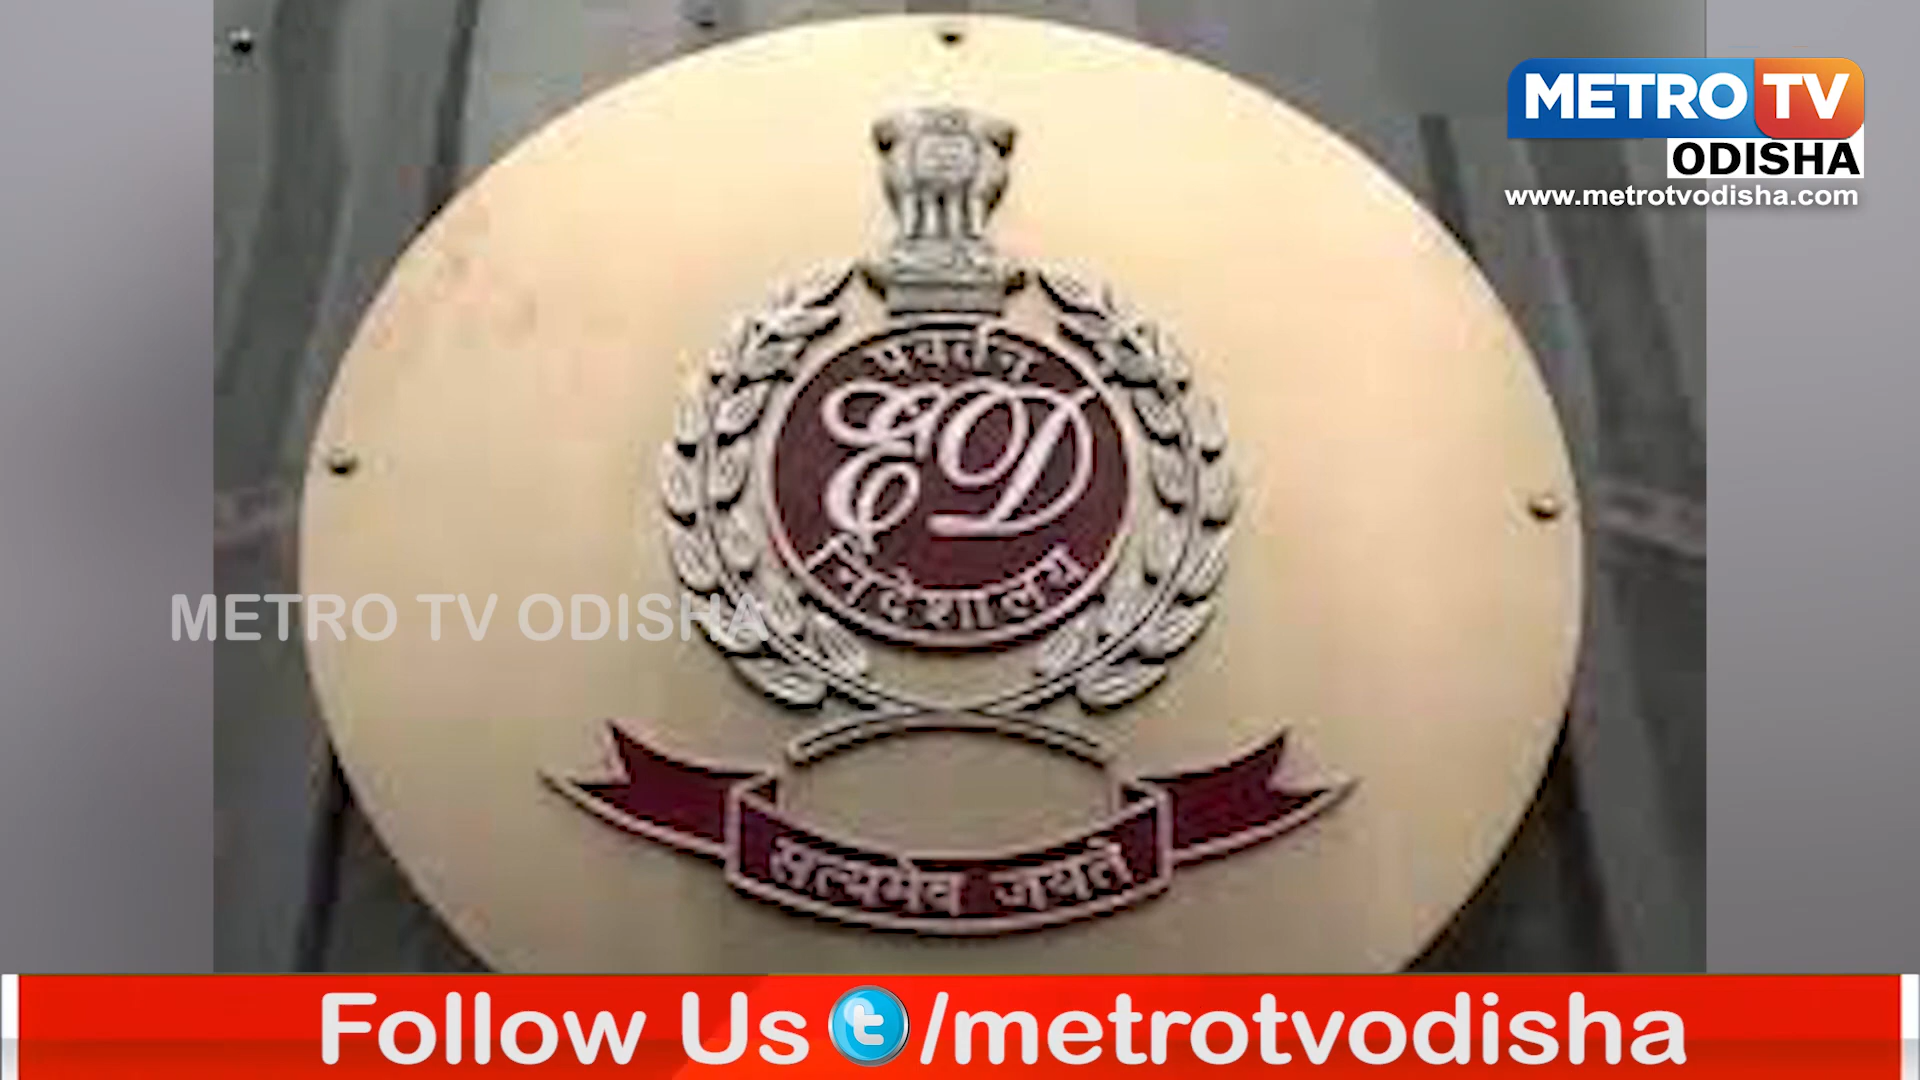 METRO TV
ODISHA
www.metrotvodisha.com
प्रवर्तन
ED
निदेशालय
METRO TV ODISHA
सत्यमेव जयते
Follow Us /metrotvodisha